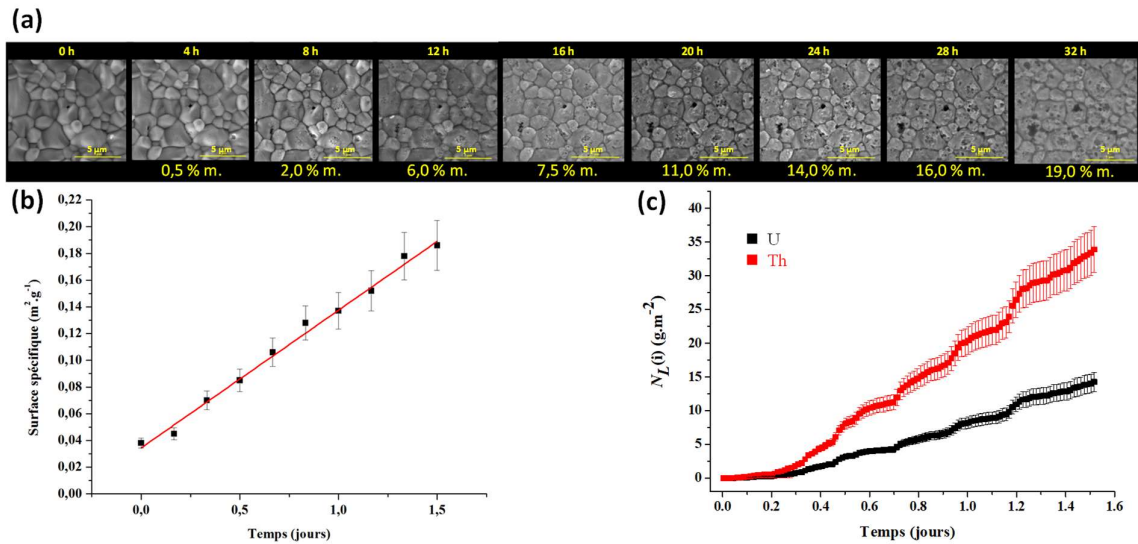 (a)
0 h 4 h 8 h 12 h 16 h 20 h 24 h 28 h 32 h
5 µm 5 µm 5 µm 5 µm 5 µm 5 µm 5 µm 5 µm 5 µm
0,5 % m. 2,0 % m. 6,0 % m. 7,5 % m. 11,0 % m. 14,0 % m. 16,0 % m. 19,0 % m.
(b)
0,22
0,20
0,18
0,16
0,14
0,12
0,10
0,08
0,06
0,04
0,02
0,00
Surface spécifique (m².g⁻¹)
0,0 0,5 1,0 1,5
Temps (jours)
(c)
40
35
30
25
20
15
10
5
0
N_L(i) (g.m⁻²)
U
Th
0.0 0.2 0.4 0.6 0.8 1.0 1.2 1.4 1.6
Temps (jours)